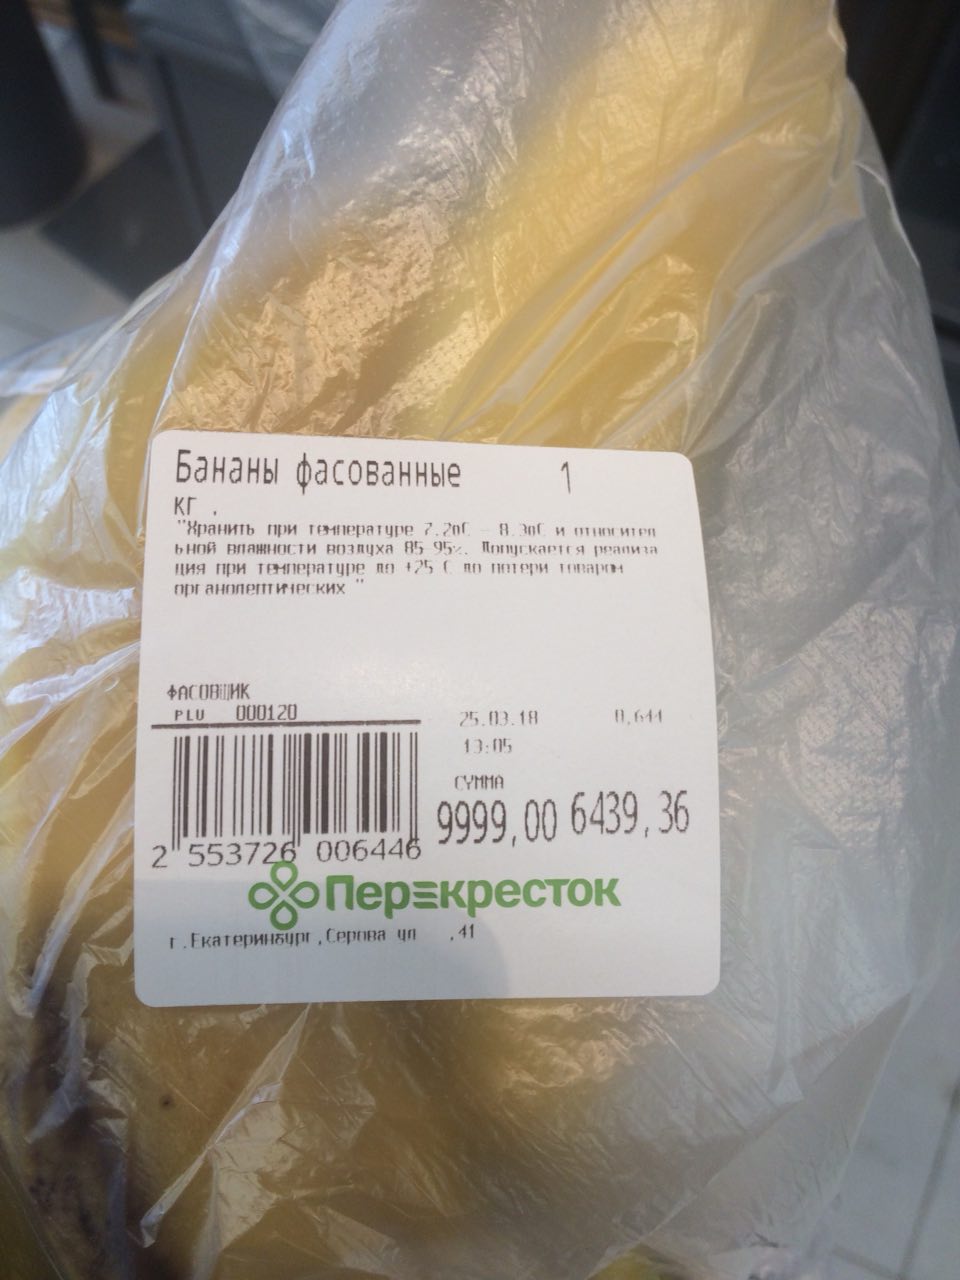 Бананы фасованные 1
КГ .
"Хранить при температуре 7.2оС - 8.3оС и относител
ьной влажности воздуха 85-95%. Допускается реализа
ция при температуре до +25 С до потери товаром
органолептических "
ФАСОВЩИК
PLU 000120
25.03.18 0,644
13:05
СУММА
9999,00 6439,36
2 553726 006446
Перекресток
г.Екатеринбург,Серова ул ,41